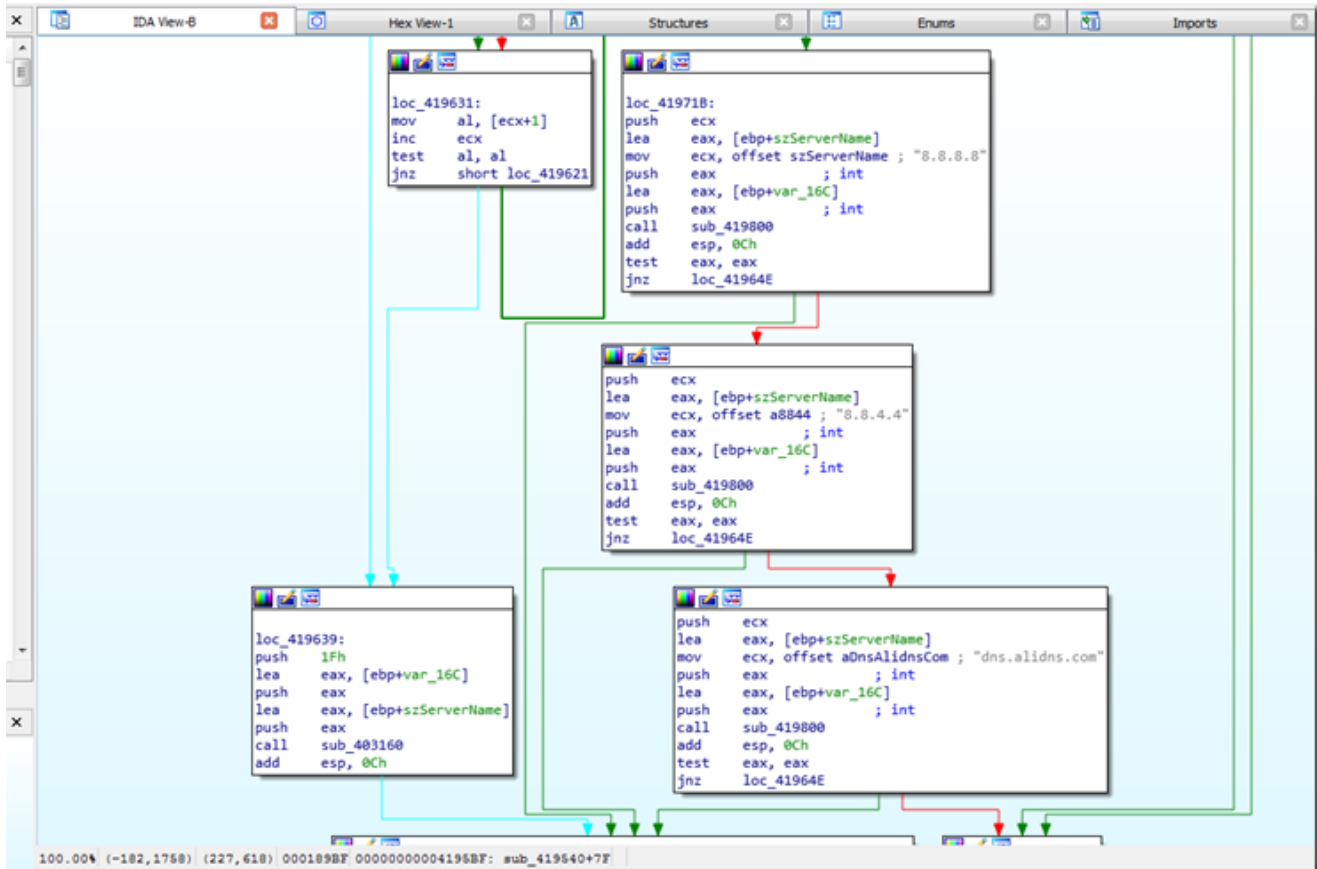 IDA View-B Hex View-1 Structures Enums Imports
loc_419631:
mov al, [ecx+1]
inc ecx
test al, al
jnz short loc_419621
loc_41971B:
push ecx
lea eax, [ebp+szServerName]
mov ecx, offset szServerName ; "8.8.8.8"
push eax ; int
lea eax, [ebp+var_16C]
push eax ; int
call sub_419800
add esp, 0Ch
test eax, eax
jnz loc_41964E
push ecx
lea eax, [ebp+szServerName]
mov ecx, offset a8844 ; "8.8.4.4"
push eax ; int
lea eax, [ebp+var_16C]
push eax ; int
call sub_419800
add esp, 0Ch
test eax, eax
jnz loc_41964E
loc_419639:
push 1Fh
lea eax, [ebp+var_16C]
push eax
lea eax, [ebp+szServerName]
push eax
call sub_403160
add esp, 0Ch
push ecx
lea eax, [ebp+szServerName]
mov ecx, offset aDnsAlidnsCom ; "dns.alidns.com"
push eax ; int
lea eax, [ebp+var_16C]
push eax ; int
call sub_419800
add esp, 0Ch
test eax, eax
jnz loc_41964E
100.00% (-182,1758) (227,618) 000189BF 00000000004195BF: sub_419540+7F